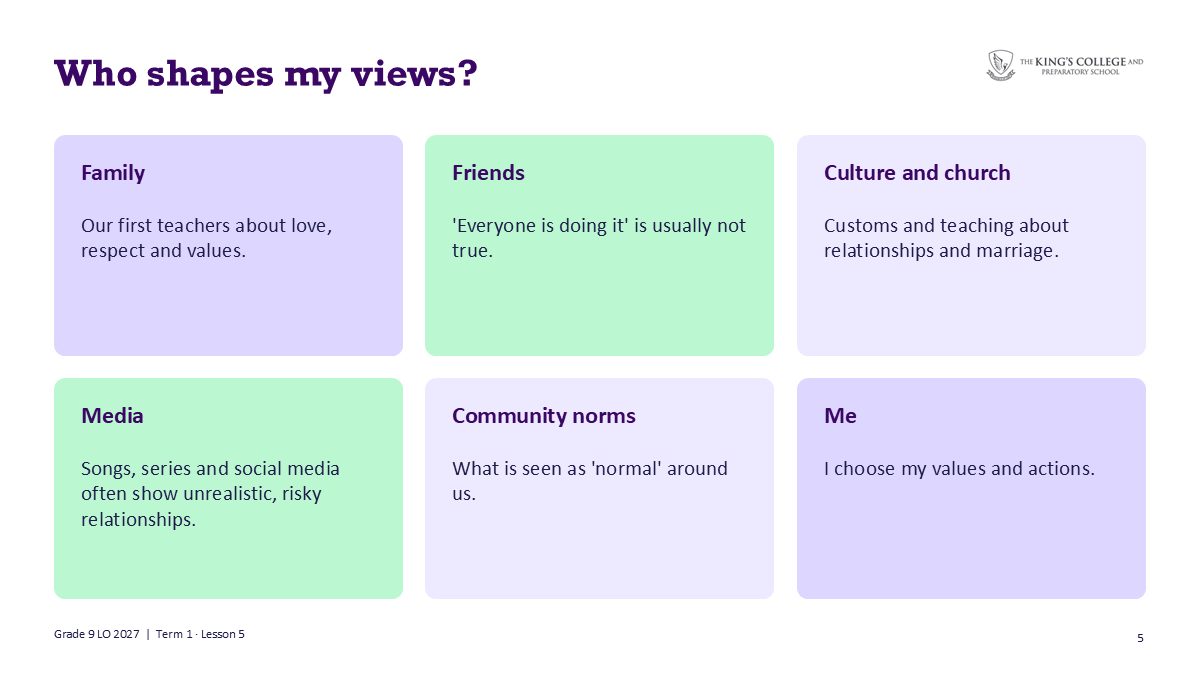 Who shapes my views?
THE KING'S COLLEGE AND
PREPARATORY SCHOOL
Family
Our first teachers about love,
respect and values.
Friends
'Everyone is doing it' is usually not
true.
Culture and church
Customs and teaching about
relationships and marriage.
Media
Songs, series and social media
often show unrealistic, risky
relationships.
Community norms
What is seen as 'normal' around
us.
Me
I choose my values and actions.
Grade 9 LO 2027 | Term 1 · Lesson 5
5